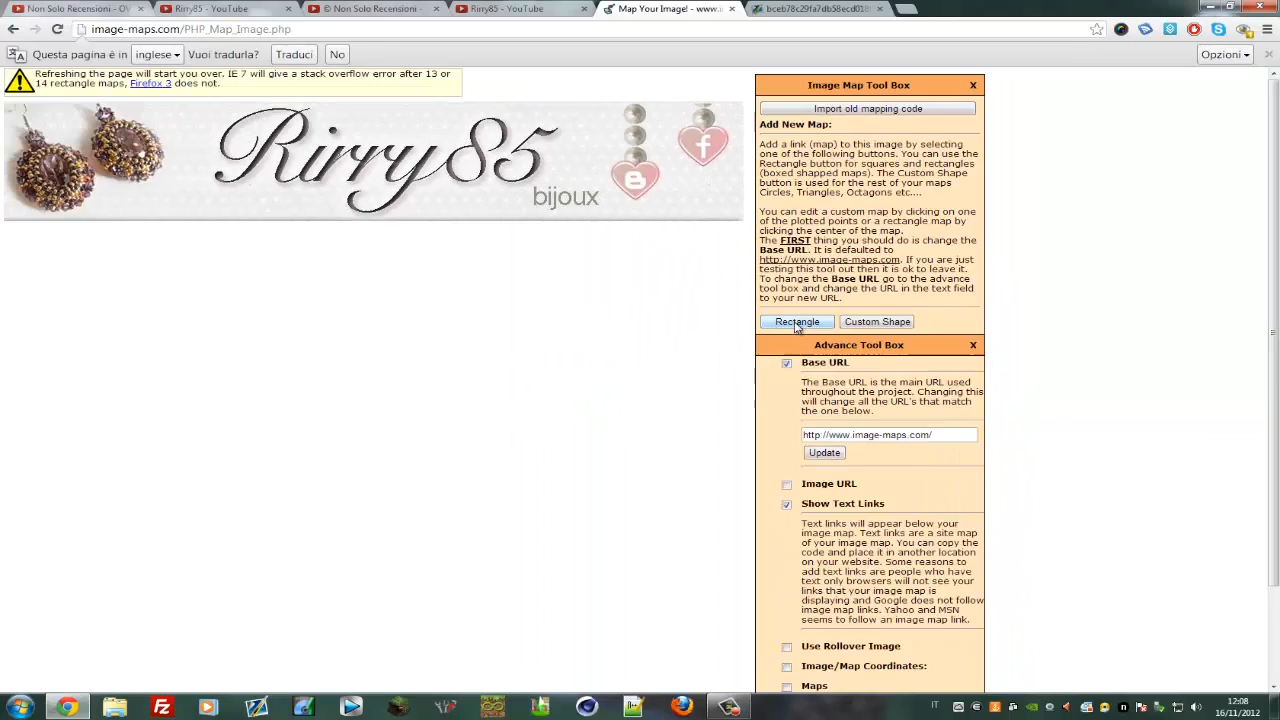 Non Solo Recensioni - OV
Rirry85 - YouTube
© Non Solo Recensioni -
Rirry85 - YouTube
Map Your Image! - www.i
bceb78c29fa7db58ecd018
image-maps.com/PHP_Map_Image.php
Questa pagina è in inglese Vuoi tradurla? Traduci No Opzioni
Refreshing the page will start you over. IE 7 will give a stack overflow error after 13 or
14 rectangle maps, Firefox 3 does not.
Rirry85
bijoux
Image Map Tool Box X
Import old mapping code
Add New Map:
Add a link (map) to this image by selecting
one of the following buttons. You can use the
Rectangle button for squares and rectangles
(boxed shapped maps). The Custom Shape
button is used for the rest of your maps
Circles, Triangles, Octagons etc....
You can edit a custom map by clicking on one
of the plotted points or a rectangle map by
clicking the center of the map.
The FIRST thing you should do is change the
Base URL. It is defaulted to
http://www.image-maps.com. If you are just
testing this tool out then it is ok to leave it.
To change the Base URL go to the advance
tool box and change the URL in the text field
to your new URL.
Rectangle Custom Shape
Advance Tool Box X
Base URL
The Base URL is the main URL used
throughout the project. Changing this
will change all the URL's that match
the one below.
http://www.image-maps.com/
Update
Image URL
Show Text Links
Text links will appear below your
image map. Text links are a site map
of your image map. You can copy the
code and place it in another location
on your website. Some reasons to
add text links are people who have
text only browsers will not see your
links that your image map is
displaying and Google does not follow
image map links. Yahoo and MSN
seems to follow an image map link.
Use Rollover Image
Image/Map Coordinates:
Maps
IT
12:08
16/11/2012